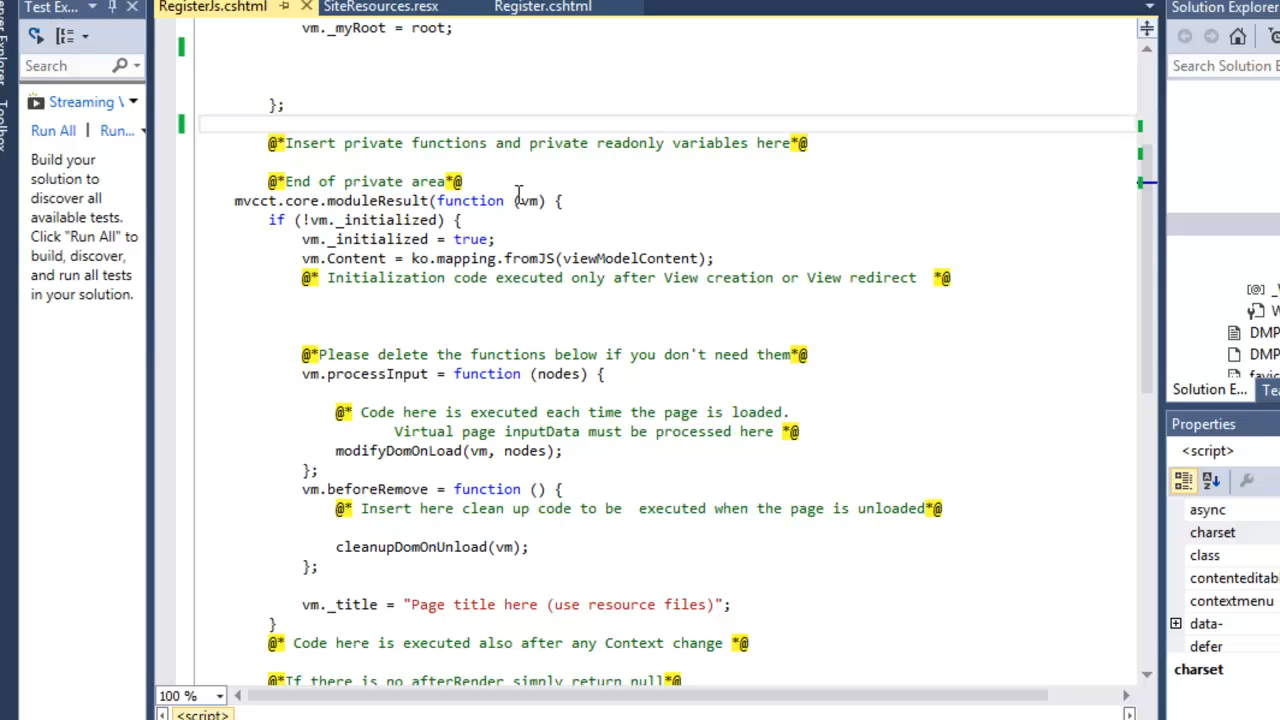 Test Ex...
RegisterJs.cshtml
SiteResources.resx
Register.cshtml
Solution Explorer
Toolbox
Search
Streaming
Run All | Run...
Build your
solution to
discover all
available tests.
Click "Run All" to
build, discover,
and run all tests
in your solution.
vm._myRoot = root;
};
@*Insert private functions and private readonly variables here*@
@*End of private area*@
mvcct.core.moduleResult(function (vm) {
if (!vm._initialized) {
vm._initialized = true;
vm.Content = ko.mapping.fromJS(viewModelContent);
@* Initialization code executed only after View creation or View redirect *@
@*Please delete the functions below if you don't need them*@
vm.processInput = function (nodes) {
@* Code here is executed each time the page is loaded.
Virtual page inputData must be processed here *@
modifyDomOnLoad(vm, nodes);
};
vm.beforeRemove = function () {
@* Insert here clean up code to be  executed when the page is unloaded*@
cleanupDomOnUnload(vm);
};
vm._title = "Page title here (use resource files)";
}
@* Code here is executed also after any Context change *@
@*If there is no afterRender simply return null*@
100 %
<script>
Search Solution E
[@] _V
W
DMP
DMP
favic
Solution E...
Tea
Properties
<script>
async
charset
class
contenteditab
contextmenu
data-
defer
charset